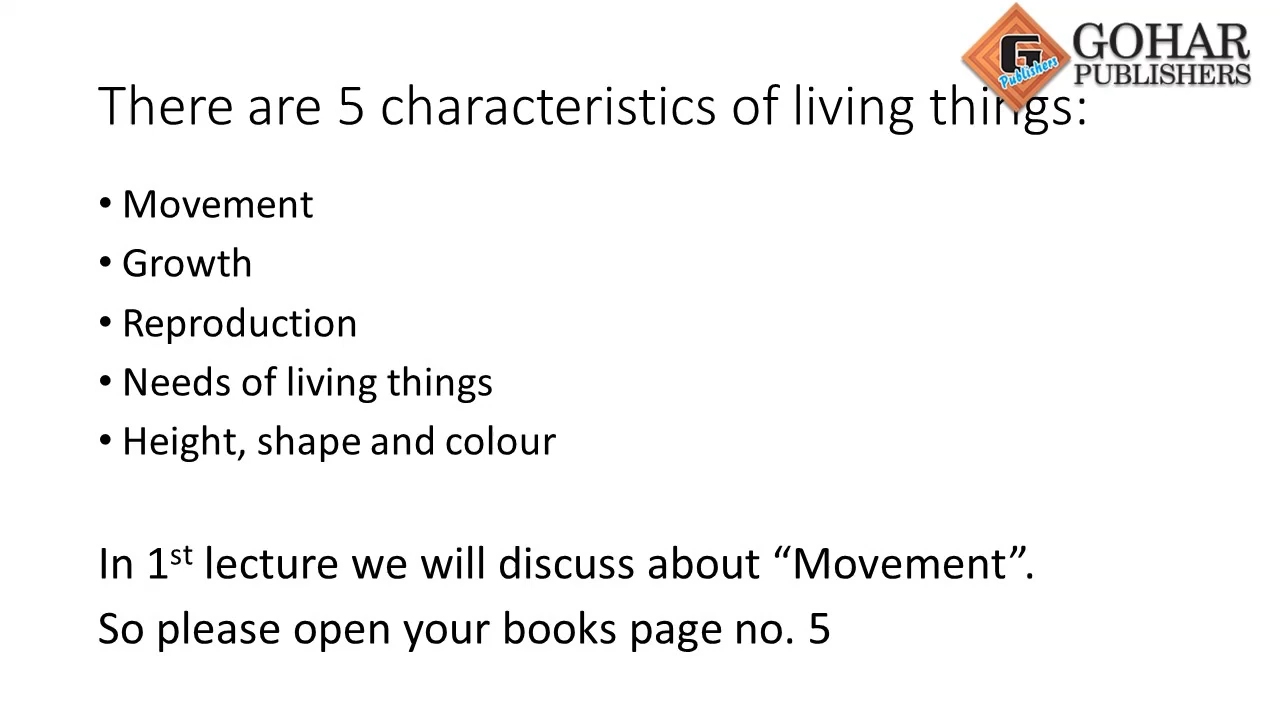 GOHAR
PUBLISHERS
G
Publishers
There are 5 characteristics of living things:
• Movement
• Growth
• Reproduction
• Needs of living things
• Height, shape and colour
In 1st lecture we will discuss about “Movement”.
So please open your books page no. 5